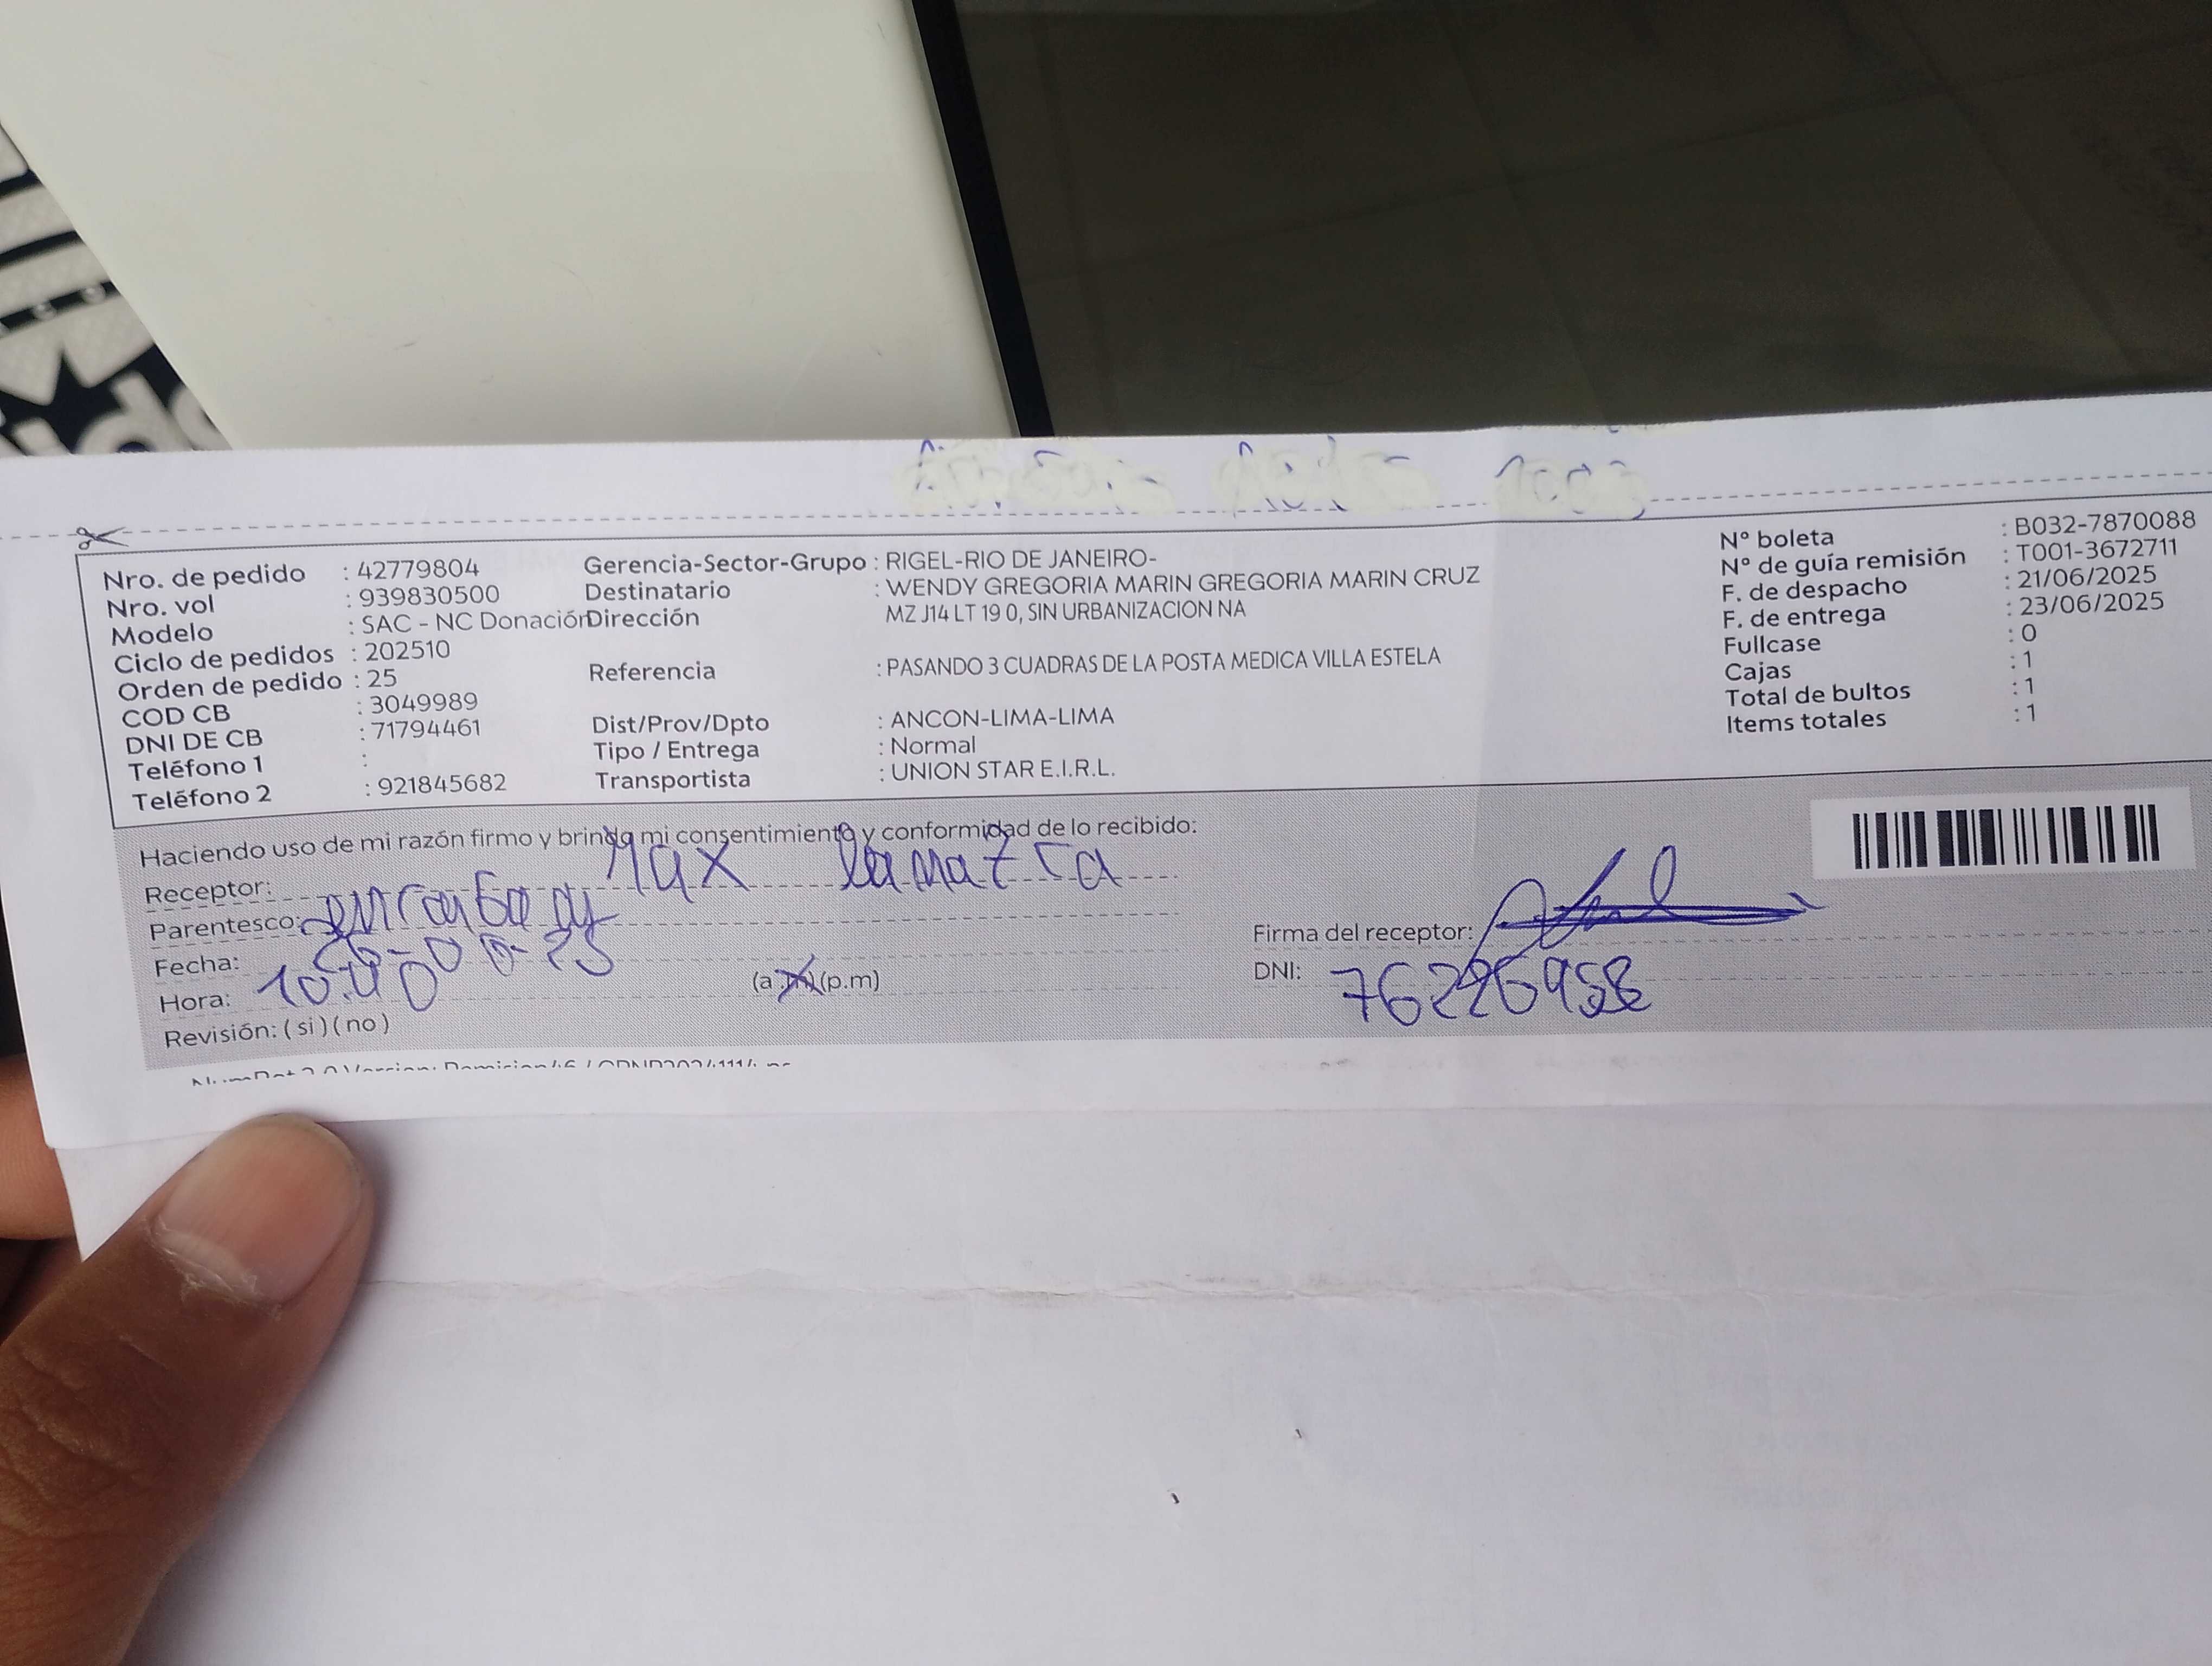 Nro. de pedido : 42779804
Nro. vol : 939830500
Modelo : SAC - NC Donación
Ciclo de pedidos : 202510
Orden de pedido : 25
COD CB : 3049989
DNI DE CB : 71794461
Teléfono 1 :
Teléfono 2 : 921845682
Gerencia-Sector-Grupo : RIGEL-RIO DE JANEIRO-
Destinatario : WENDY GREGORIA MARIN GREGORIA MARIN CRUZ
Dirección MZ J14 LT 19 0, SIN URBANIZACION NA
Referencia : PASANDO 3 CUADRAS DE LA POSTA MEDICA VILLA ESTELA
Dist/Prov/Dpto : ANCON-LIMA-LIMA
Tipo / Entrega : Normal
Transportista : UNION STAR E.I.R.L.
N° boleta : B032-7870088
N° de guía remisión : T001-3672711
F. de despacho : 21/06/2025
F. de entrega : 23/06/2025
Fullcase : 0
Cajas : 1
Total de bultos : 1
Items totales : 1
Haciendo uso de mi razón firmo y brindo mi consentimiento y conformidad de lo recibido:
Receptor: Max
Parentesco:
Fecha:
Hora: 10:40 (a.m)(p.m)
Revisión: (si) (no)
Firma del receptor:
DNI: